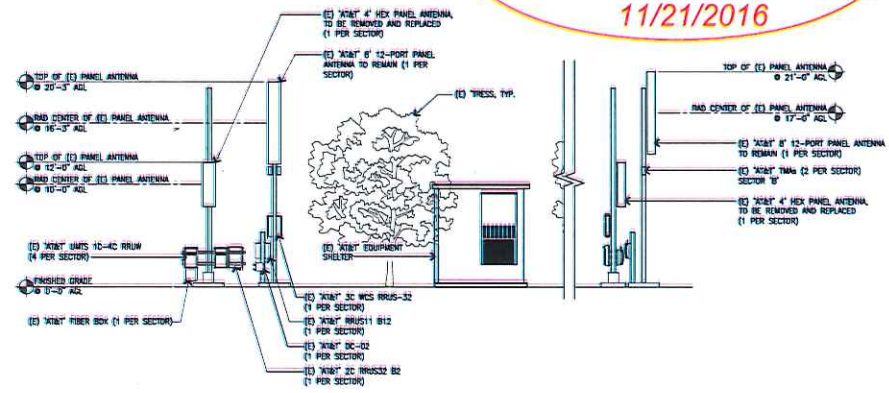 11/21/2016
(E) "AT&T" 4' HEX PANEL ANTENNA,
TO BE REMOVED AND REPLACED
(1 PER SECTOR)
(E) "AT&T" 8' 12-PORT PANEL
ANTENNA TO REMAIN (1 PER
SECTOR)
TOP OF (E) PANEL ANTENNA
@ 20'-3" AGL
RAD CENTER OF (E) PANEL ANTENNA
@ 16'-3" AGL
TOP OF (E) PANEL ANTENNA
@ 12'-0" AGL
RAD CENTER OF (E) PANEL ANTENNA
@ 10'-0" AGL
(E) "AT&T" UMTS 1C-4C RRUW
(4 PER SECTOR)
FINISHED GRADE
@ 0'-0" AGL
(E) "AT&T" FIBER BOX (1 PER SECTOR)
(E) TRESS, TYP.
(E) "AT&T" EQUIPMENT
SHELTER
(E) "AT&T" 3C WCS RRUS-32
(1 PER SECTOR)
(E) "AT&T" RRUS11 B12
(1 PER SECTOR)
(E) "AT&T" DC-02
(1 PER SECTOR)
(E) "AT&T" 2C RRUS32 B2
(1 PER SECTOR)
TOP OF (E) PANEL ANTENNA
@ 21'-0" AGL
RAD CENTER OF (E) PANEL ANTENNA
@ 17'-0" AGL
(E) "AT&T" 8' 12-PORT PANEL ANTENNA
TO REMAIN (1 PER SECTOR)
(E) "AT&T" TMAs (2 PER SECTOR)
SECTOR 'B'
(E) "AT&T" 4' HEX PANEL ANTENNA,
TO BE REMOVED AND REPLACED
(1 PER SECTOR)